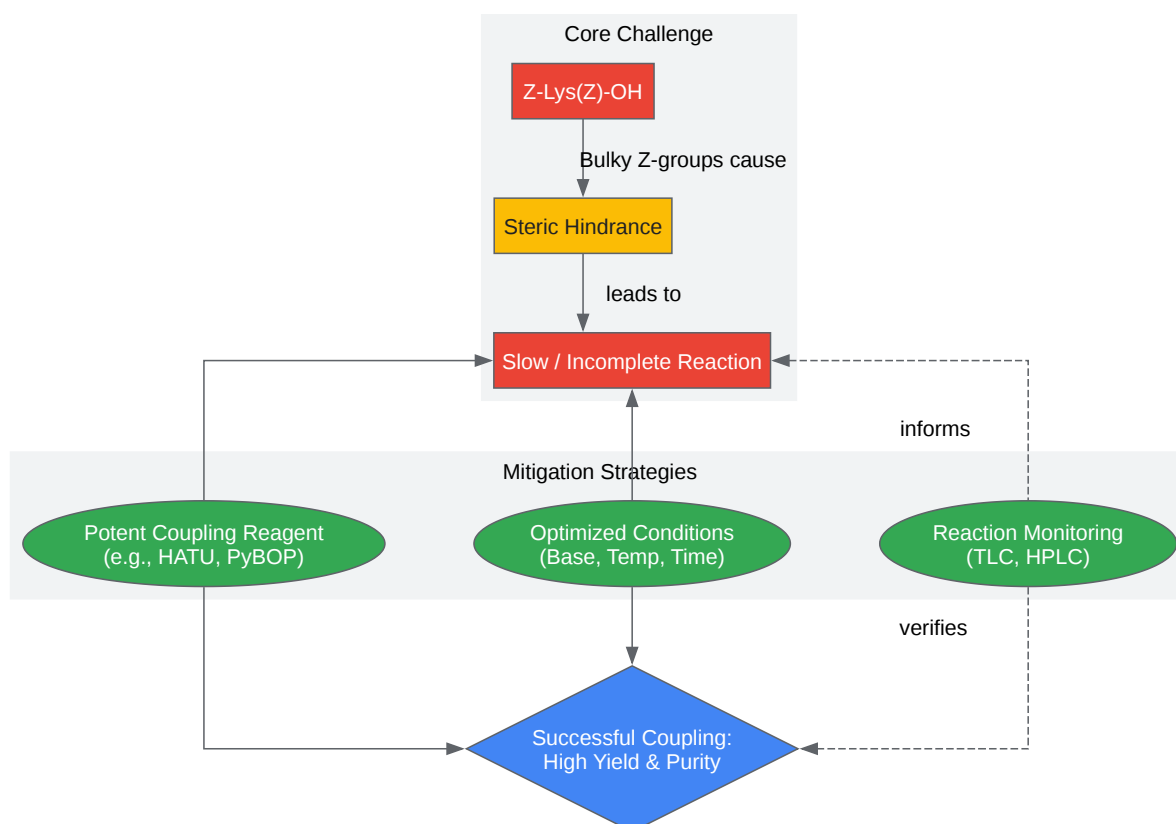 Core Challenge
Z-Lys(Z)-OH
Bulky Z-groups cause
Steric Hindrance
leads to
Slow / Incomplete Reaction
informs
Mitigation Strategies
Potent Coupling Reagent
(e.g., HATU, PyBOP)
Optimized Conditions
(Base, Temp, Time)
Reaction Monitoring
(TLC, HPLC)
verifies
Successful Coupling:
High Yield & Purity